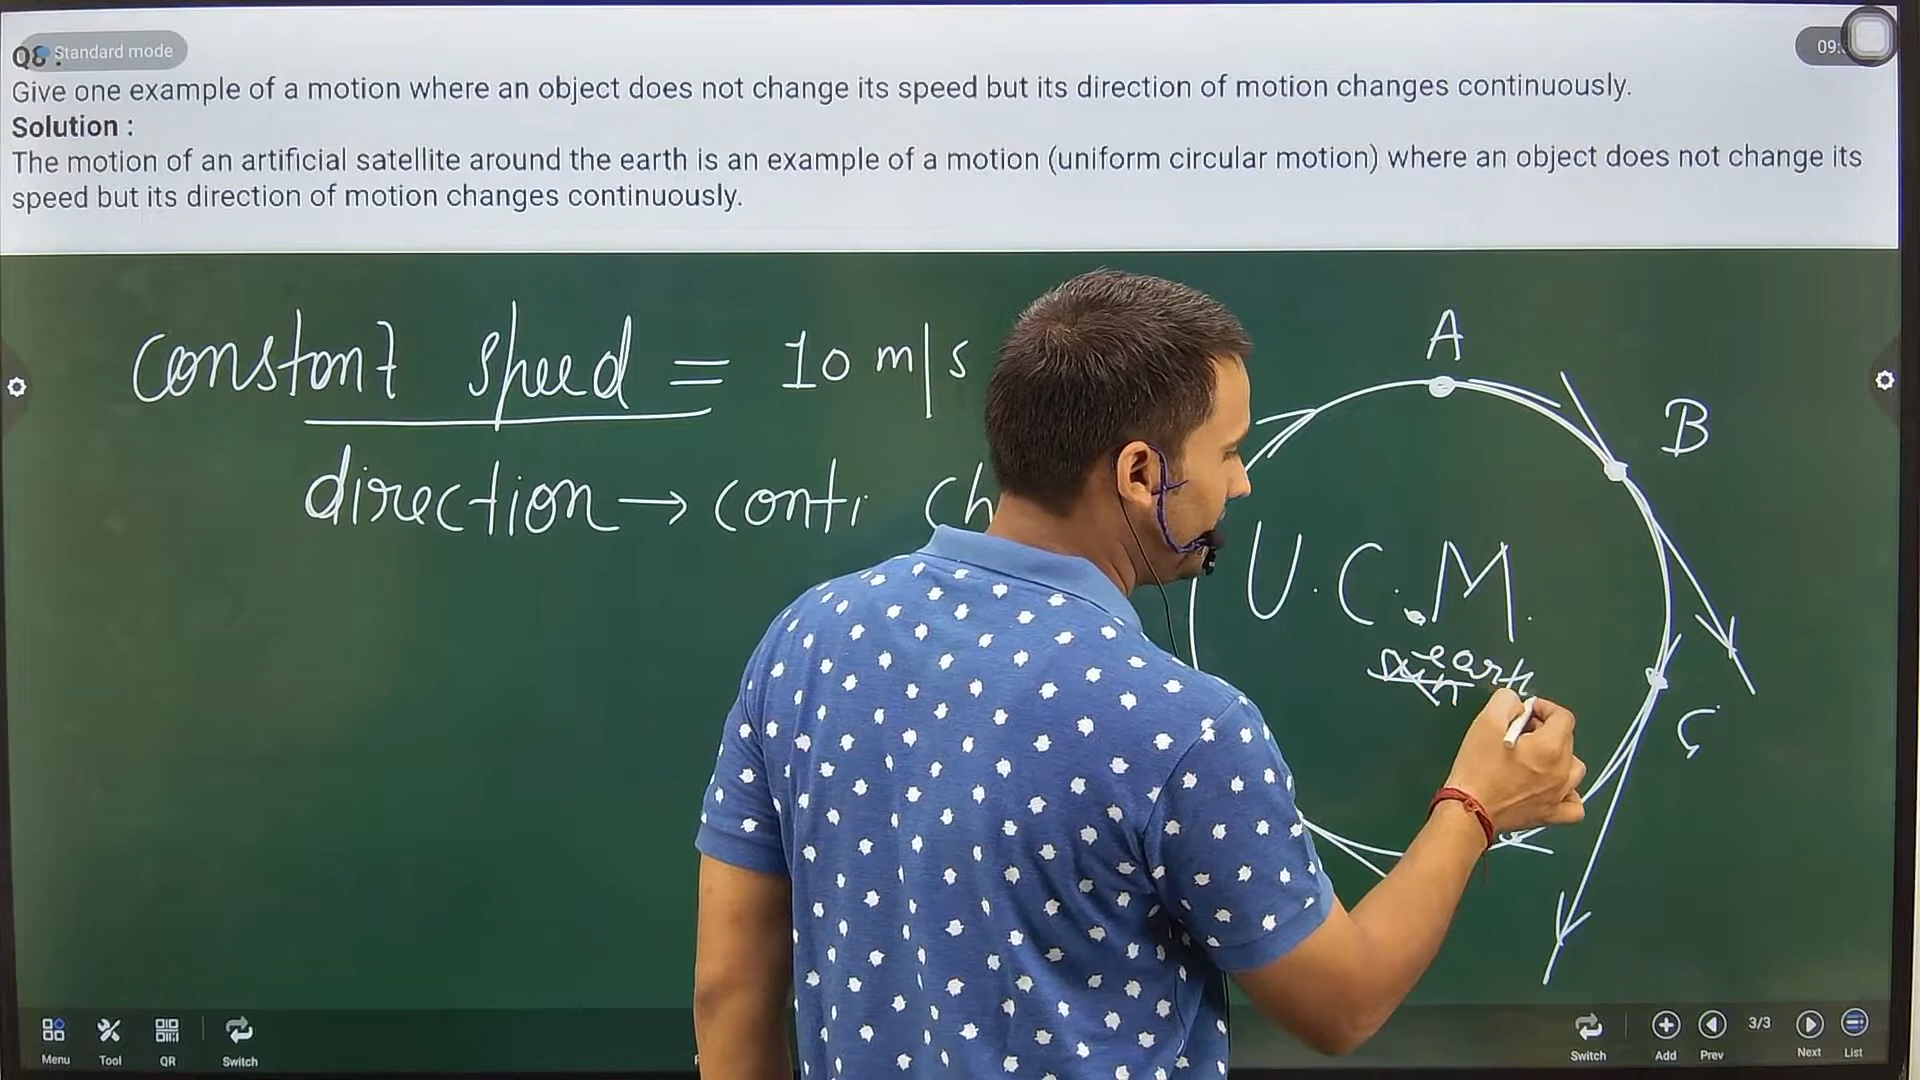 Q8 :
Standard mode
09:
Give one example of a motion where an object does not change its speed but its direction of motion changes continuously.
Solution :
The motion of an artificial satellite around the earth is an example of a motion (uniform circular motion) where an object does not change its
speed but its direction of motion changes continuously.
constant speed = 10 m/s
direction → conti ch
A
B
U.C.M.
sun earth
C
Menu
Tool
QR
Switch
Switch
Add
Prev
3/3
Next
List